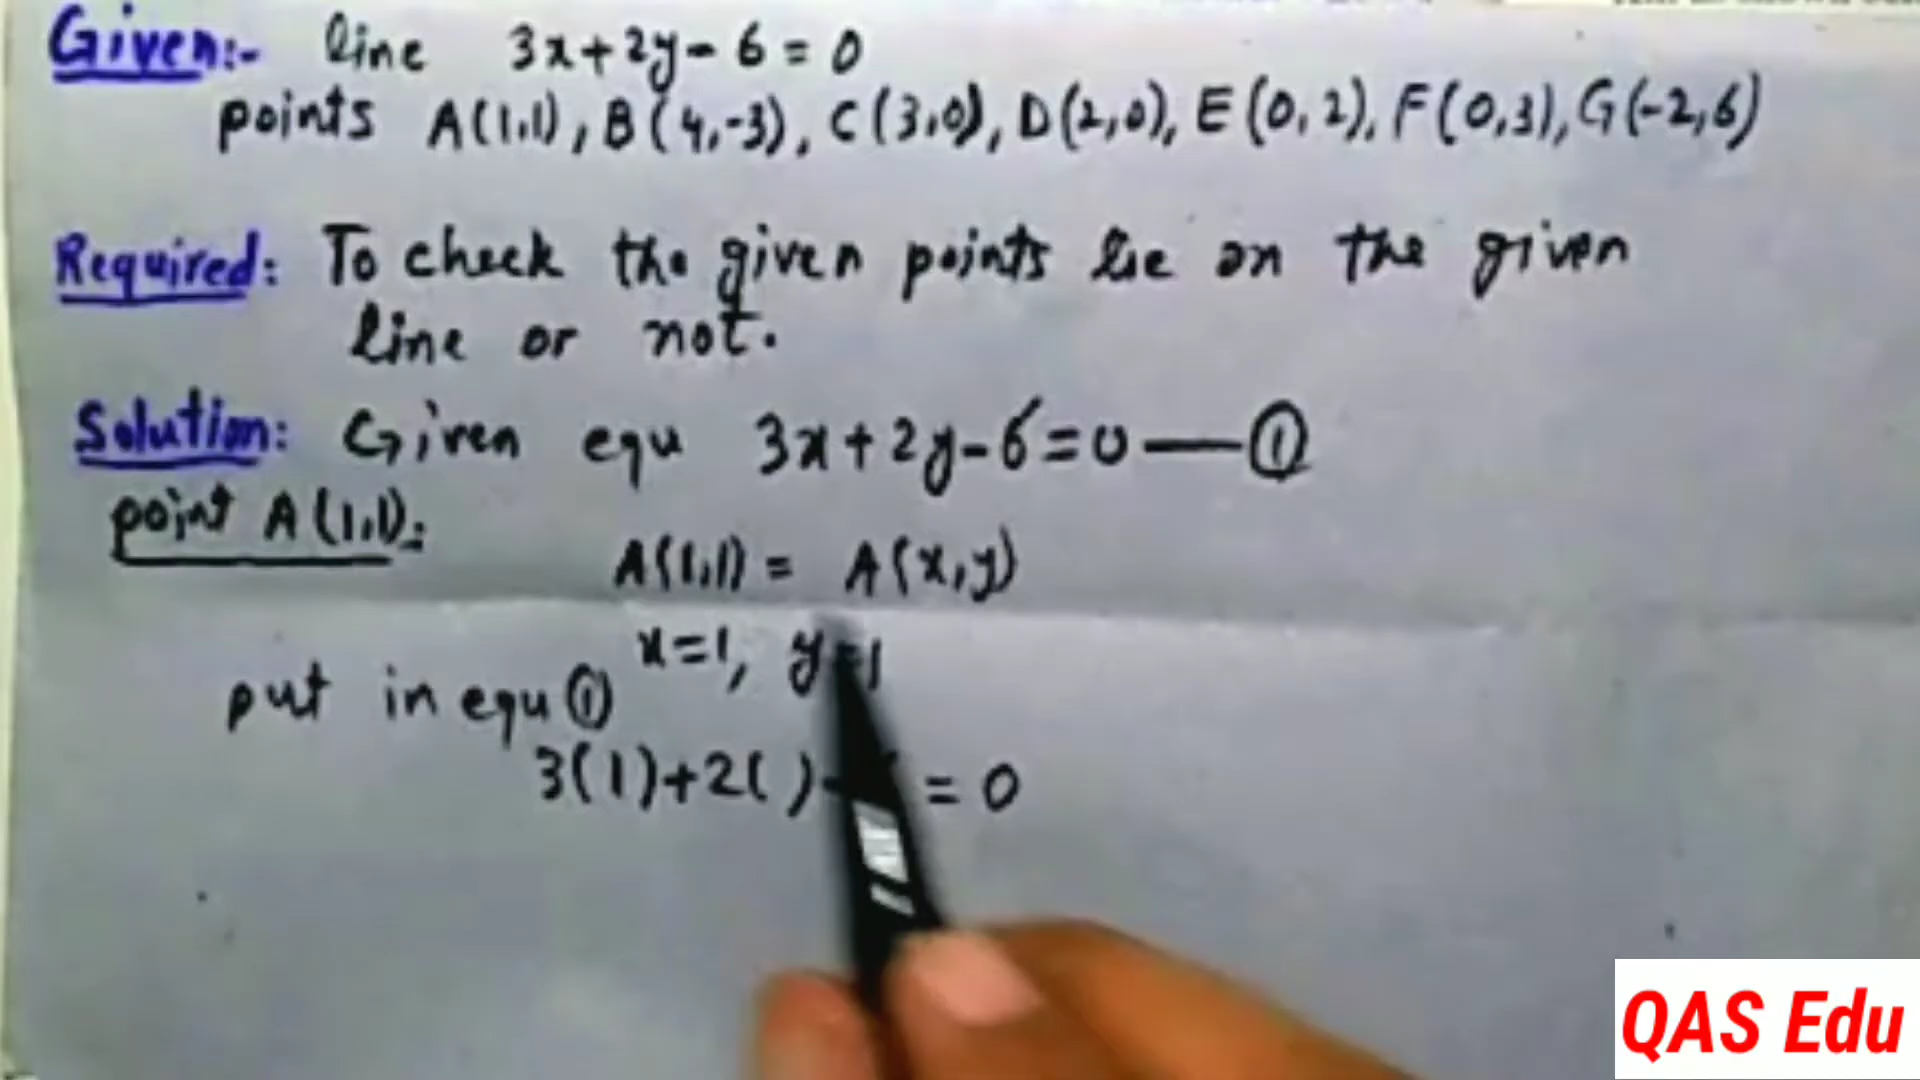 Given:- line 3x+2y-6=0
points A(1,1), B(4,-3), C(3,0), D(2,0), E(0,2), F(0,3), G(-2,6)
Required: To check the given points lie on the given
line or not.
Solution: Given equ 3x+2y-6=0 — ①
point A(1,1):
A(1,1) = A(x,y)
x=1, y=1
put in equ ①
3(1)+2( )- =0
QAS Edu